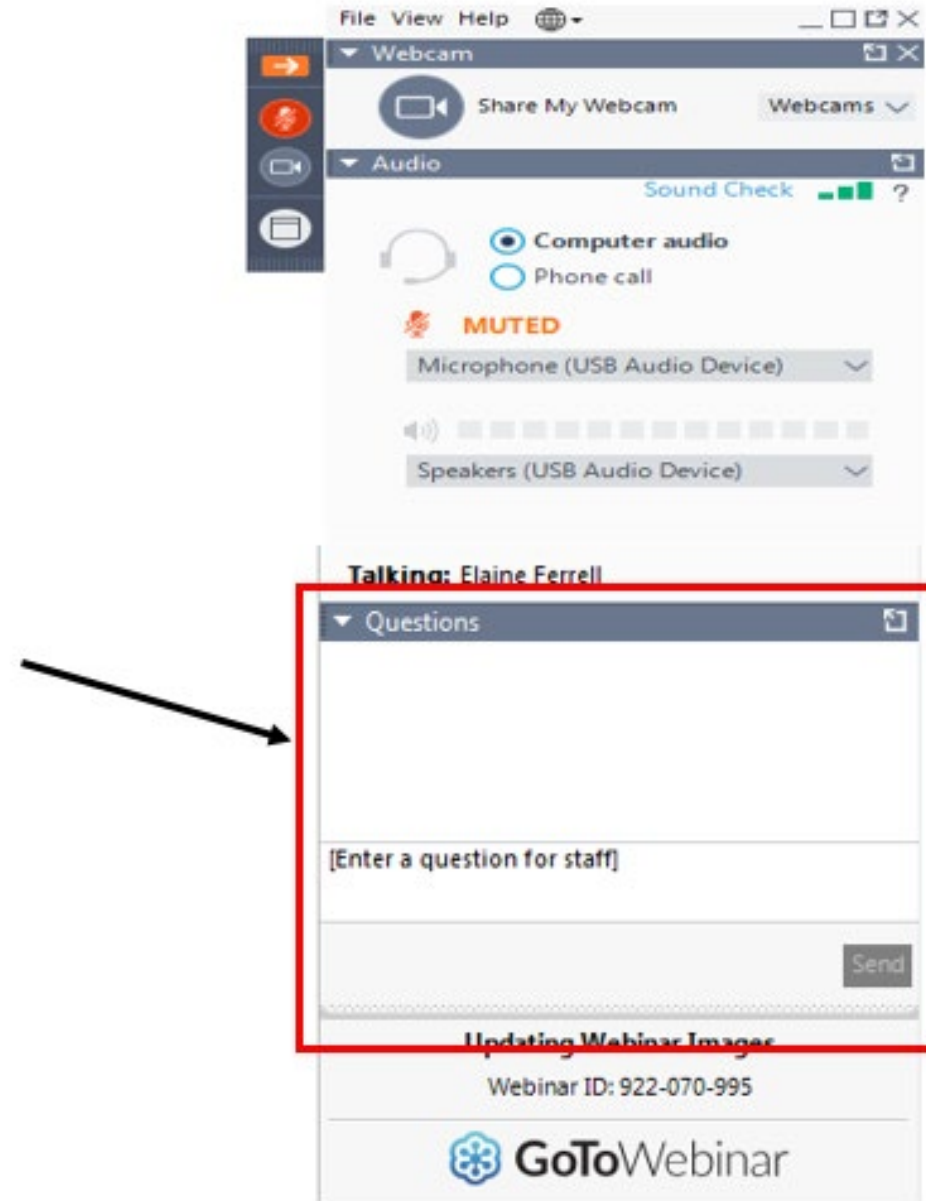 File View Help
Webcam
Share My Webcam Webcams
Audio
Sound Check ?
Computer audio
Phone call
MUTED
Microphone (USB Audio Device)
Speakers (USB Audio Device)
Talking: Elaine Ferrell
Questions
[Enter a question for staff]
Send
Updating Webinar Images
Webinar ID: 922-070-995
GoToWebinar